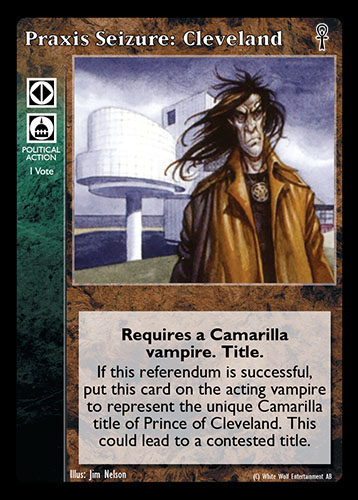 Praxis Seizure: Cleveland
POLITICAL
ACTION
1 Vote
Requires a Camarilla
vampire. Title.
If this referendum is successful,
put this card on the acting vampire
to represent the unique Camarilla
title of Prince of Cleveland. This
could lead to a contested title.
Illus: Jim Nelson
(C) White Wolf Entertainment AB